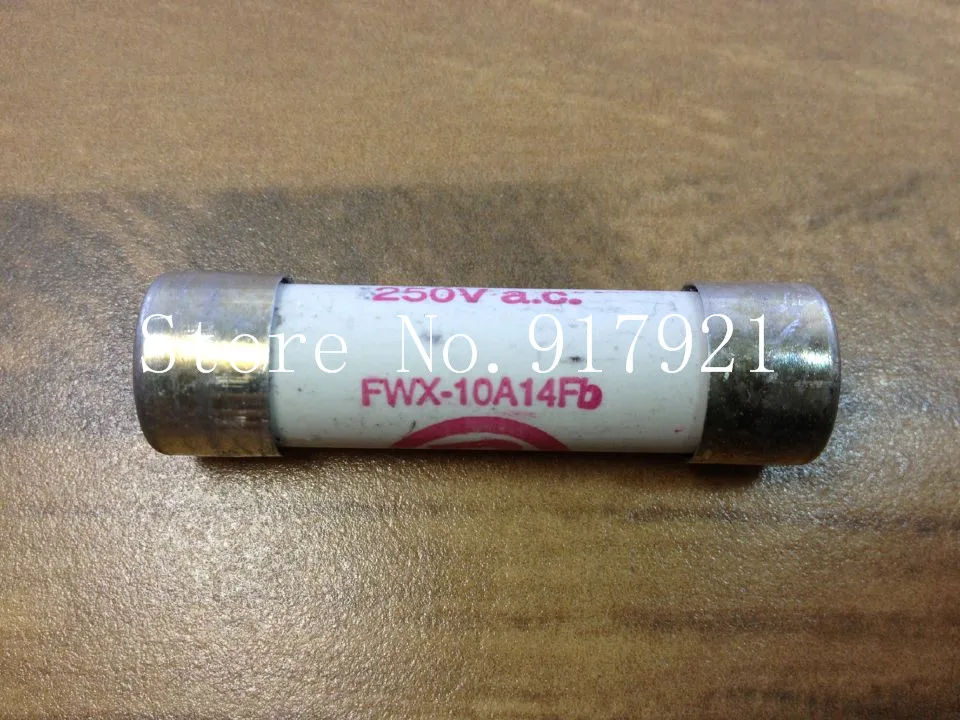 250V a.c.
Store No.917921
FWX-10A14Fb